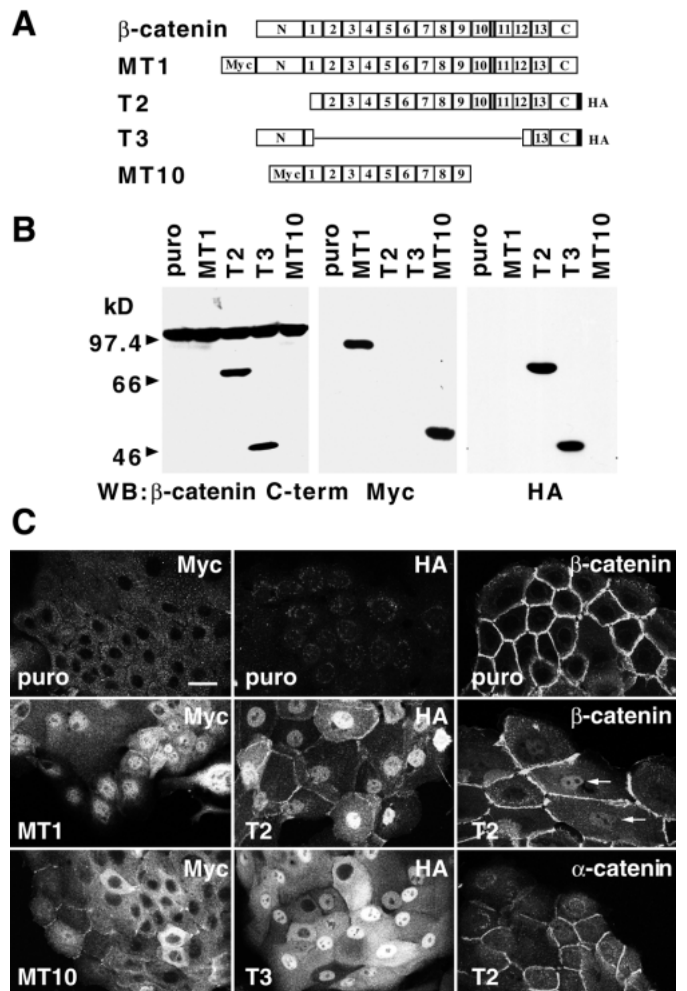 A
β-catenin N 1 2 3 4 5 6 7 8 9 10 11 12 13 C
MT1 Myc N 1 2 3 4 5 6 7 8 9 10 11 12 13 C
T2 2 3 4 5 6 7 8 9 10 11 12 13 C HA
T3 N 13 C HA
MT10 Myc 1 2 3 4 5 6 7 8 9
B
puro MT1 T2 T3 MT10 puro MT1 T2 T3 MT10 puro MT1 T2 T3 MT10
kD
97.4
66
46
WB:β-catenin C-term Myc HA
C
Myc HA β-catenin
puro puro puro
Myc HA β-catenin
MT1 T2 T2
Myc HA α-catenin
MT10 T3 T2